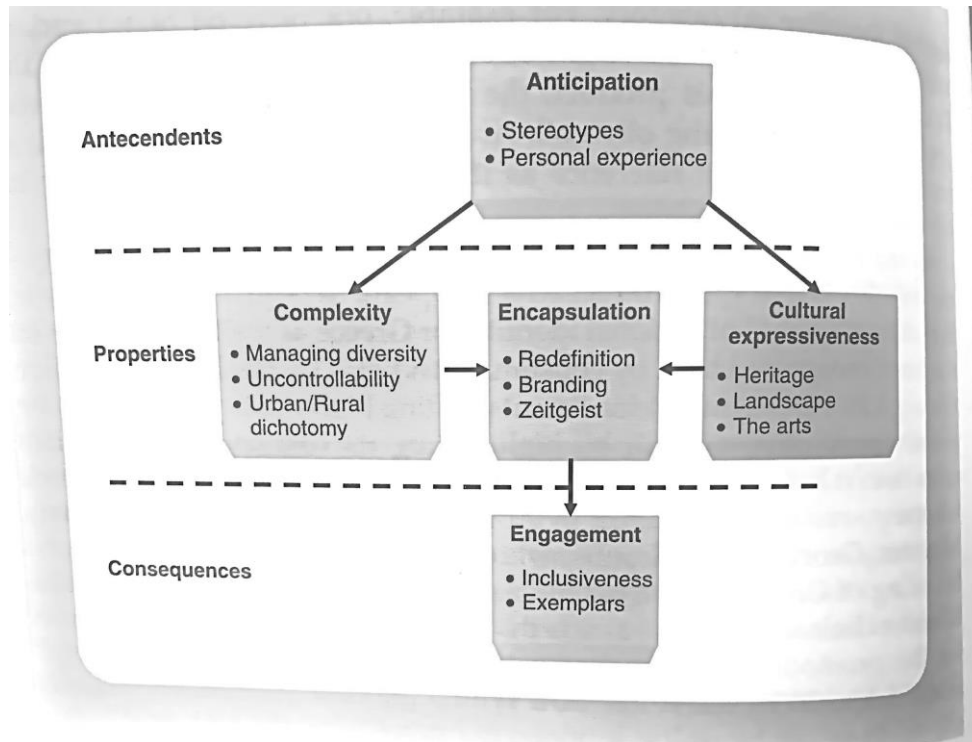 Anticipation
• Stereotypes
• Personal experience
Antecendents
Complexity
• Managing diversity
• Uncontrollability
• Urban/Rural
dichotomy
Encapsulation
• Redefinition
• Branding
• Zeitgeist
Cultural
expressiveness
• Heritage
• Landscape
• The arts
Properties
Engagement
• Inclusiveness
• Exemplars
Consequences